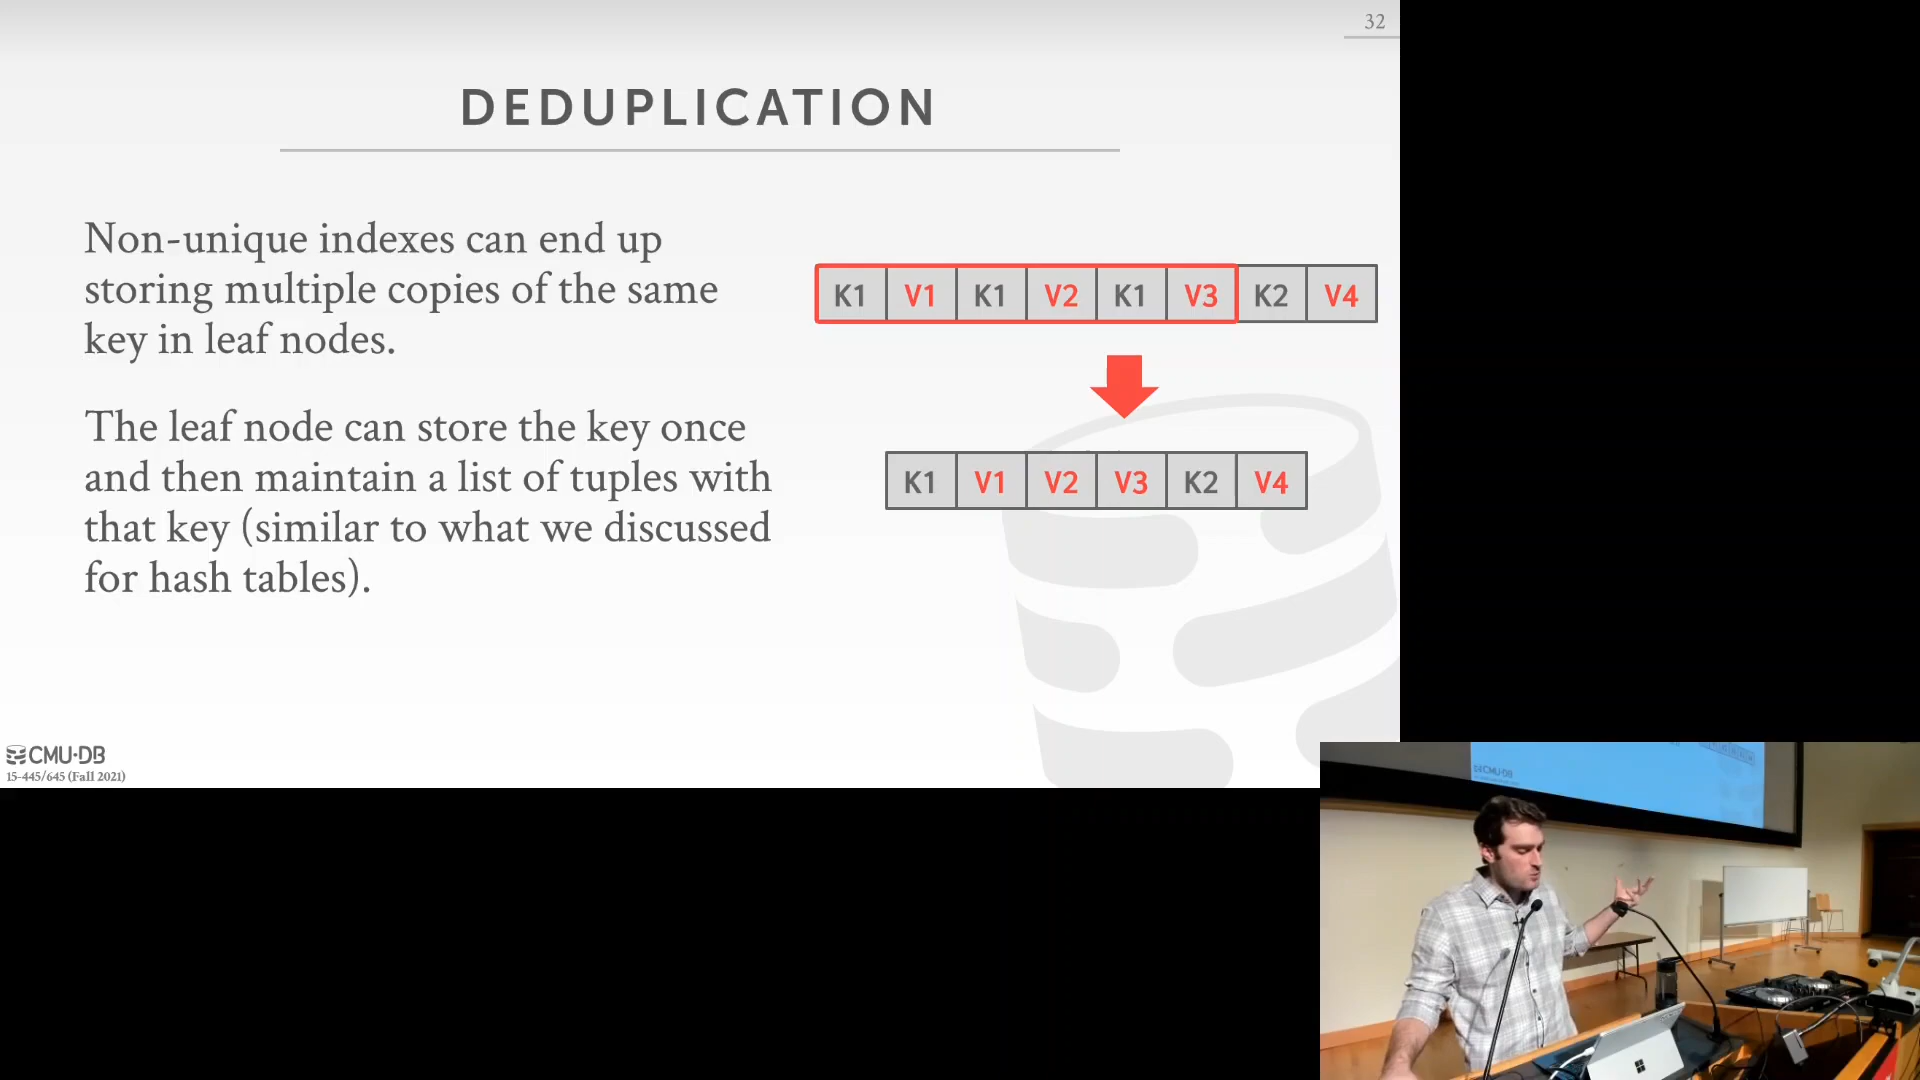 32
DEDUPLICATION
Non-unique indexes can end up
storing multiple copies of the same
key in leaf nodes.
The leaf node can store the key once
and then maintain a list of tuples with
that key (similar to what we discussed
for hash tables).
K1 V1 K1 V2 K1 V3 K2 V4
K1 V1 V2 V3 K2 V4
CMU·DB
15-445/645 (Fall 2021)
CMU·DB